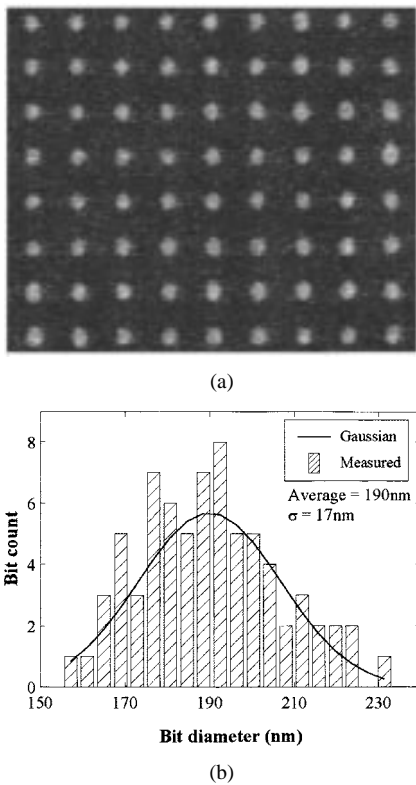 (a)
8
6
4
2
0
Bit count
Gaussian
Measured
Average = 190nm
σ = 17nm
150 170 190 210 230
Bit diameter (nm)
(b)